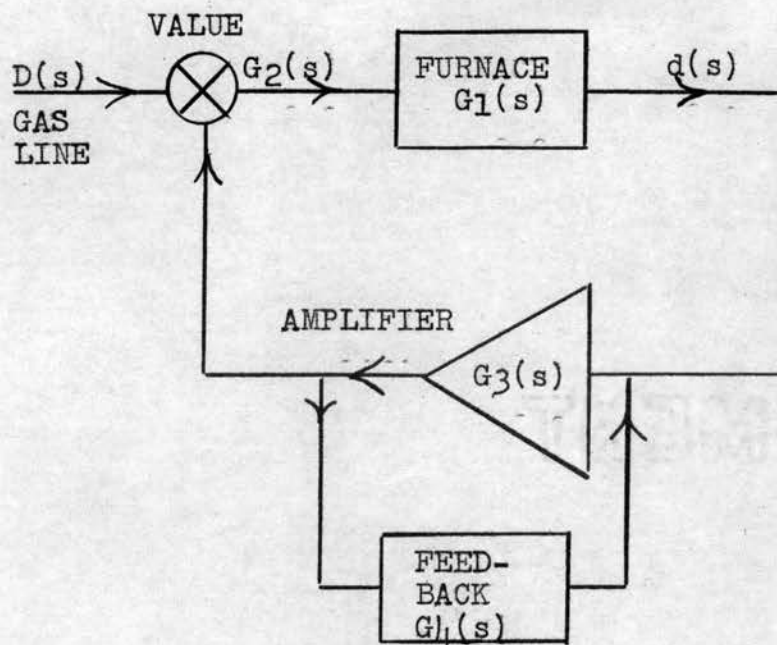 VALUE
D(s)
G2(s)
FURNACE
G1(s)
d(s)
GAS
LINE
AMPLIFIER
G3(s)
FEED-
BACK
G4(s)